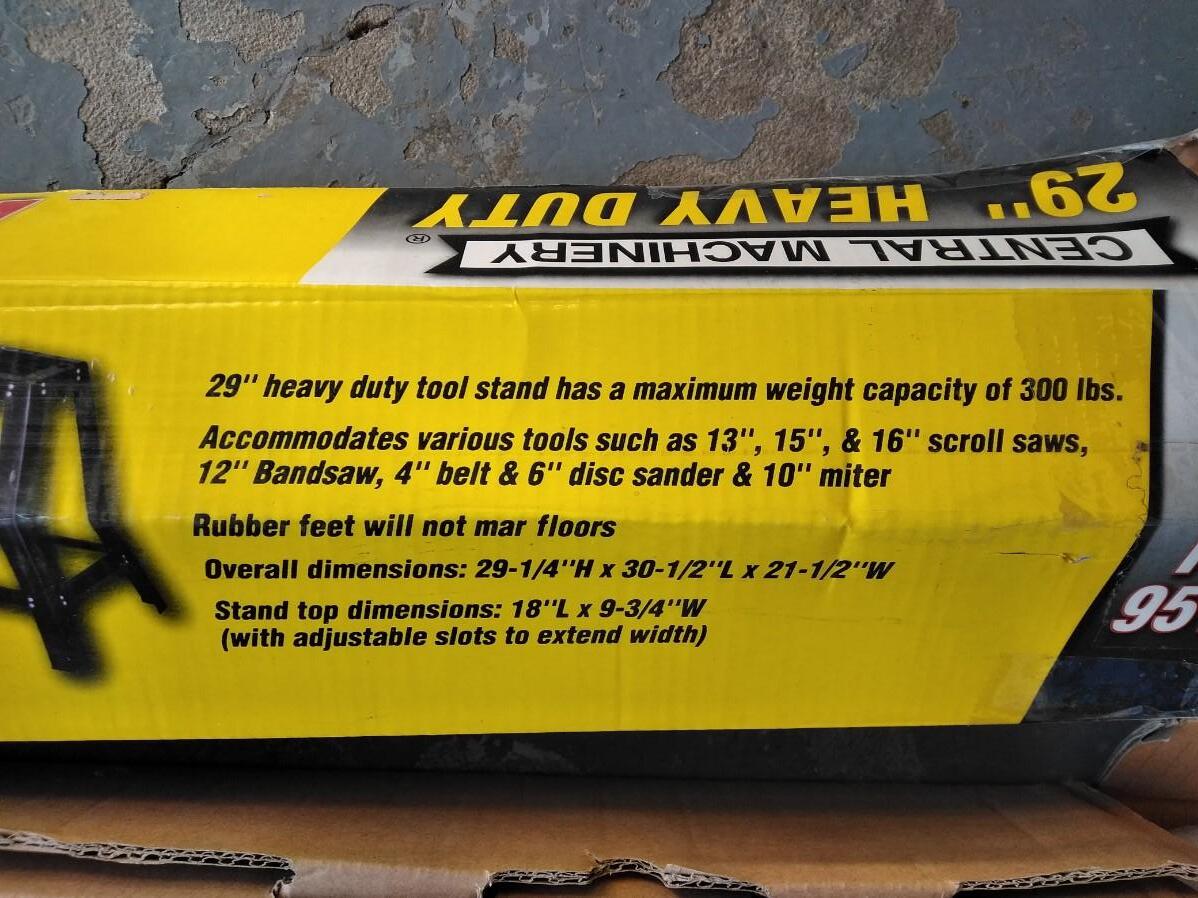 29" HEAVY DUTY
CENTRAL MACHINERY®
29" heavy duty tool stand has a maximum weight capacity of 300 lbs.
Accommodates various tools such as 13", 15", & 16" scroll saws,
12" Bandsaw, 4" belt & 6" disc sander & 10" miter
Rubber feet will not mar floors
Overall dimensions: 29-1/4"H x 30-1/2"L x 21-1/2"W
Stand top dimensions: 18"L x 9-3/4"W
(with adjustable slots to extend width)
95